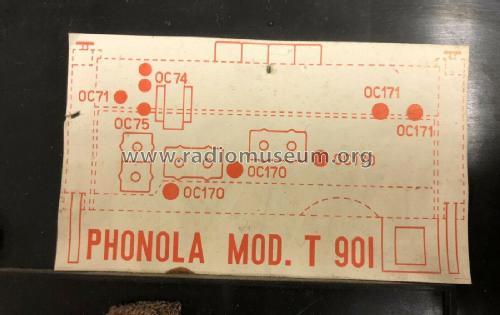 OC74
OC71
OC171
OC75
OC171
www.radiomuseum.org
OC170
OC170
PHONOLA MOD. T 901